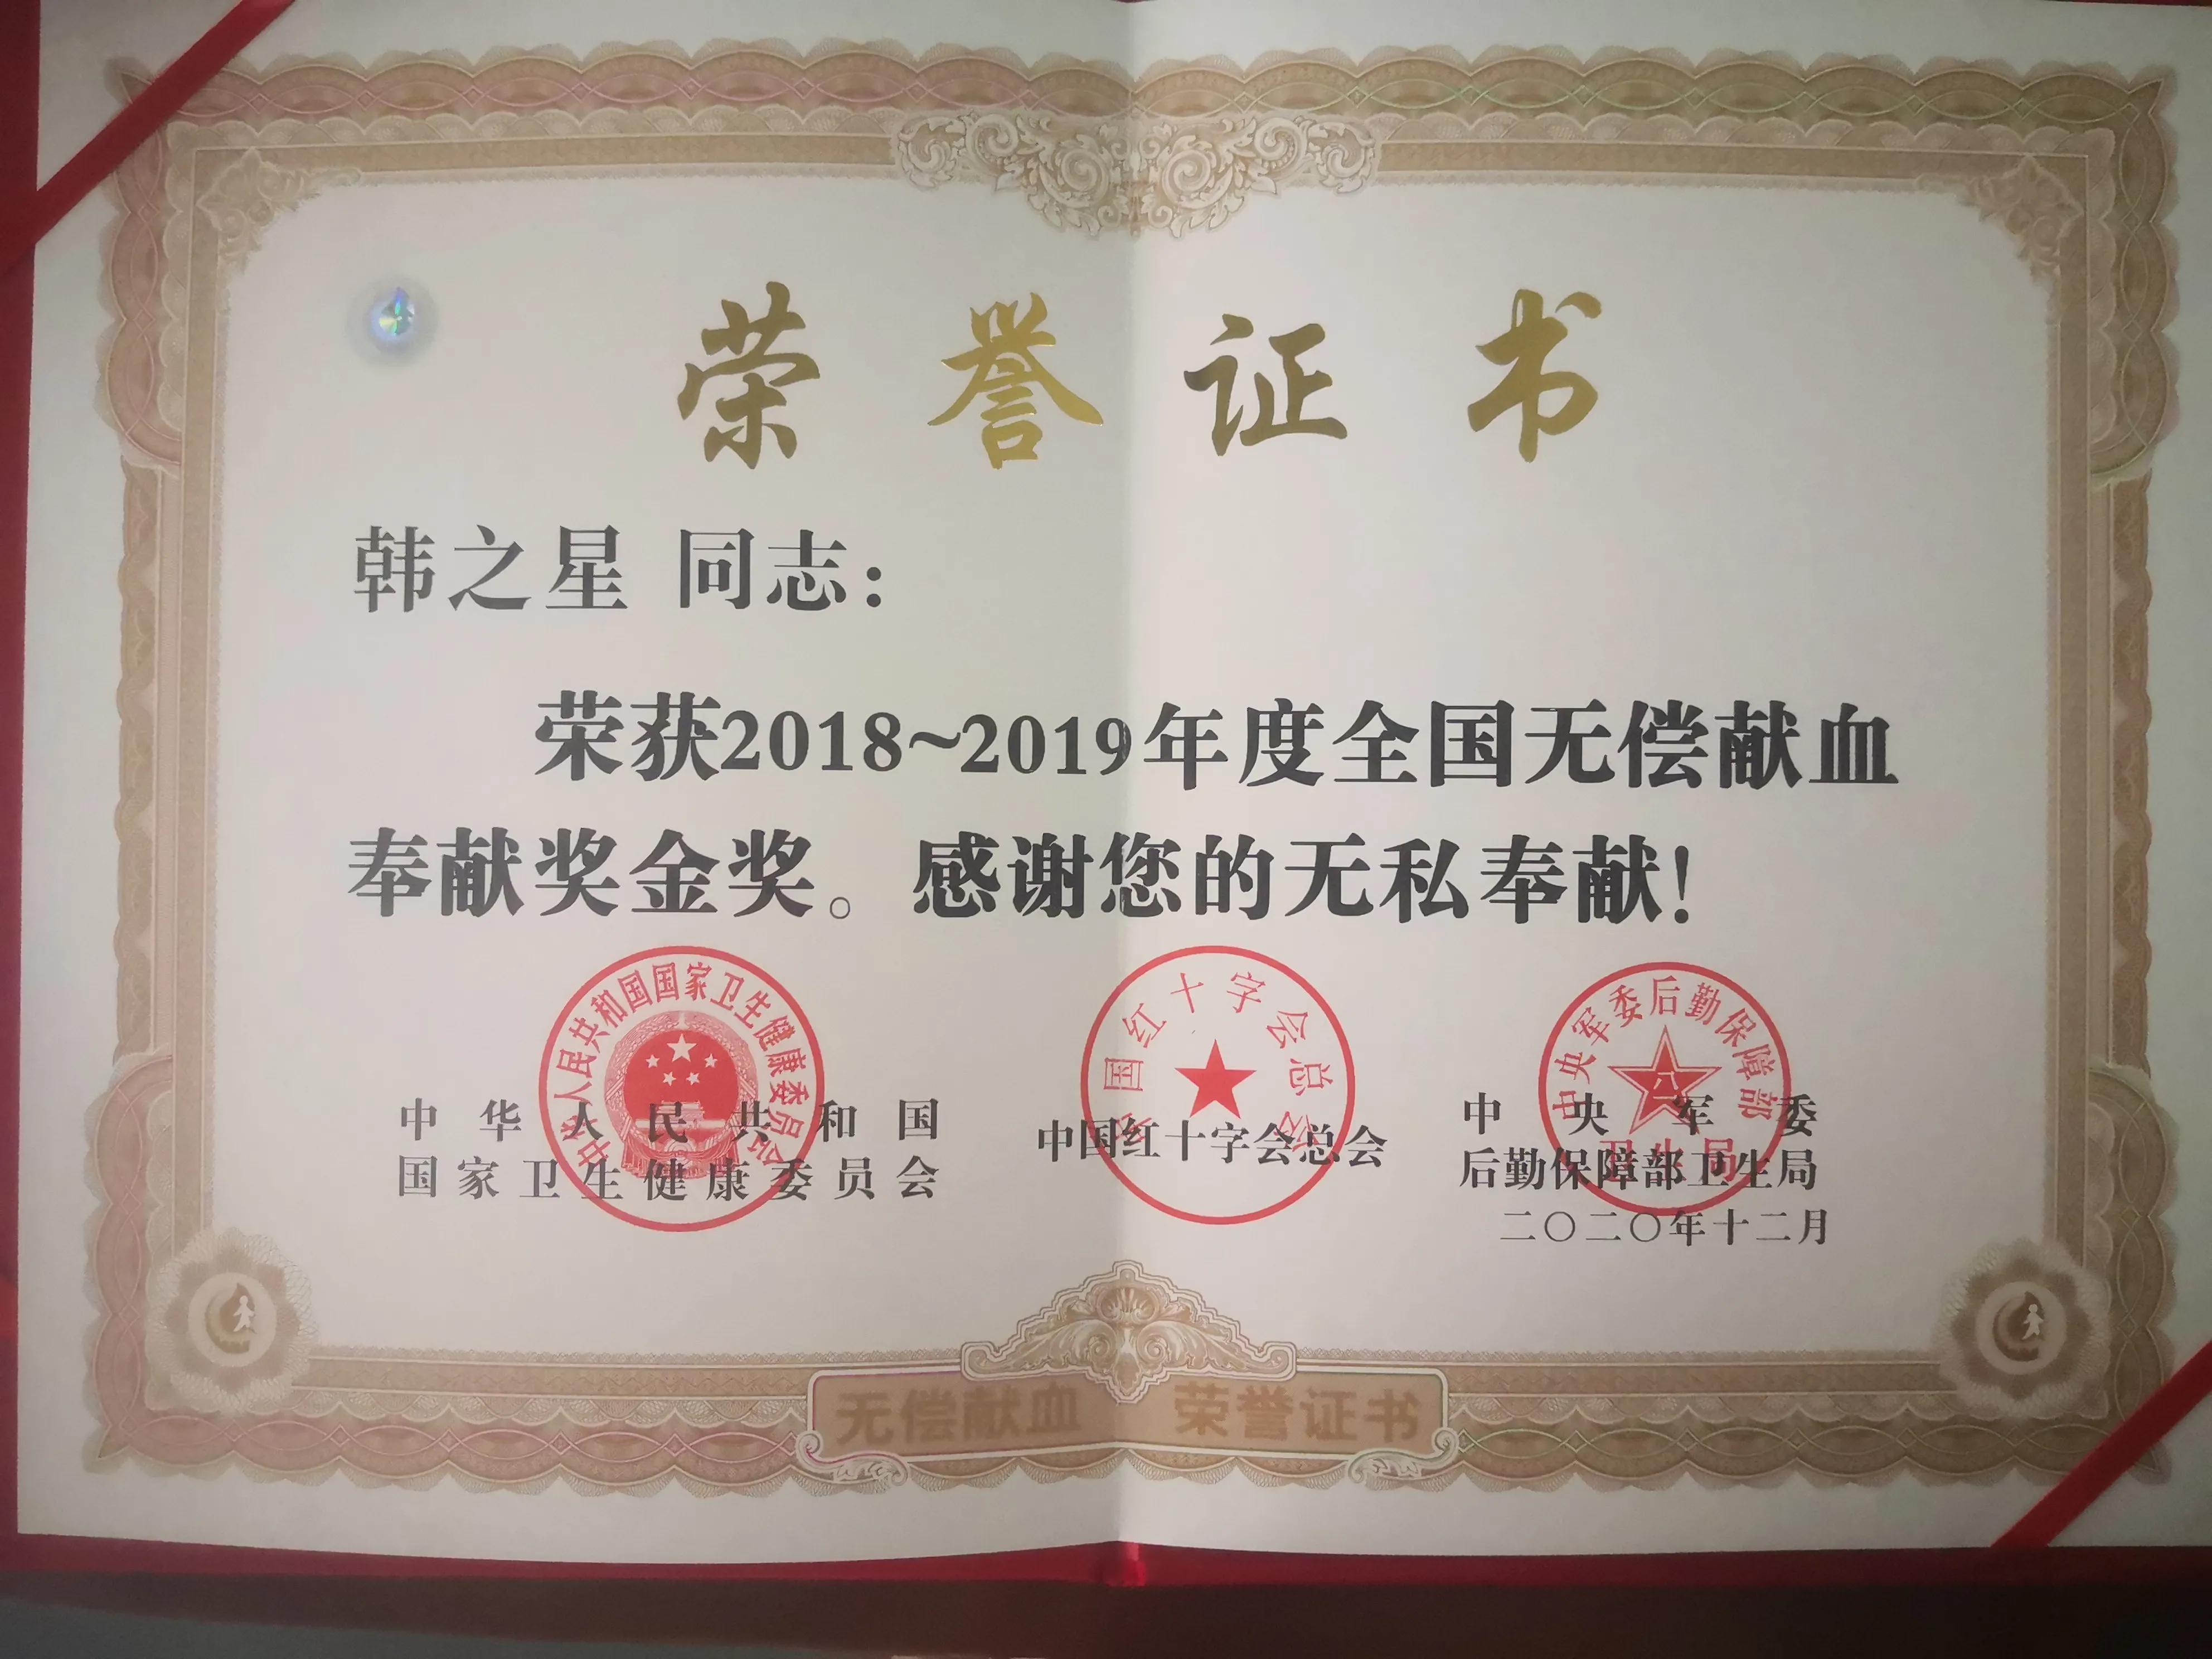 荣誉证书
韩之星 同志：
荣获2018~2019年度全国无偿献血
奉献奖金奖。感谢您的无私奉献！
中华人民共和国国家卫生健康委员会
中华人民共和国
国家卫生健康委员会
中国红十字会总会
中国红十字会总会
中央军委后勤保障部
卫生局
中央军委
后勤保障部卫生局
二〇二〇年十二月
无偿献血 荣誉证书